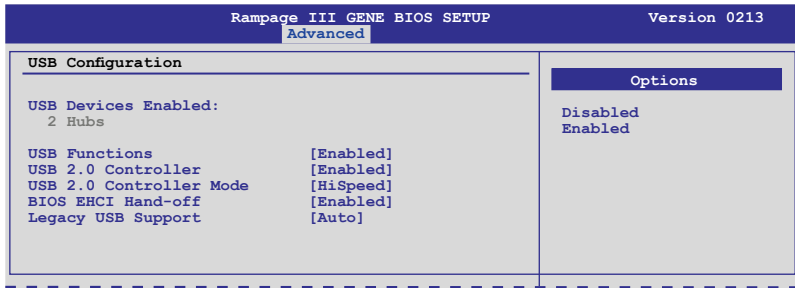 Rampage III GENE BIOS SETUP Version 0213
Advanced
USB Configuration
USB Devices Enabled:
2 Hubs
USB Functions [Enabled]
USB 2.0 Controller [Enabled]
USB 2.0 Controller Mode [HiSpeed]
BIOS EHCI Hand-off [Enabled]
Legacy USB Support [Auto]
Options
Disabled
Enabled